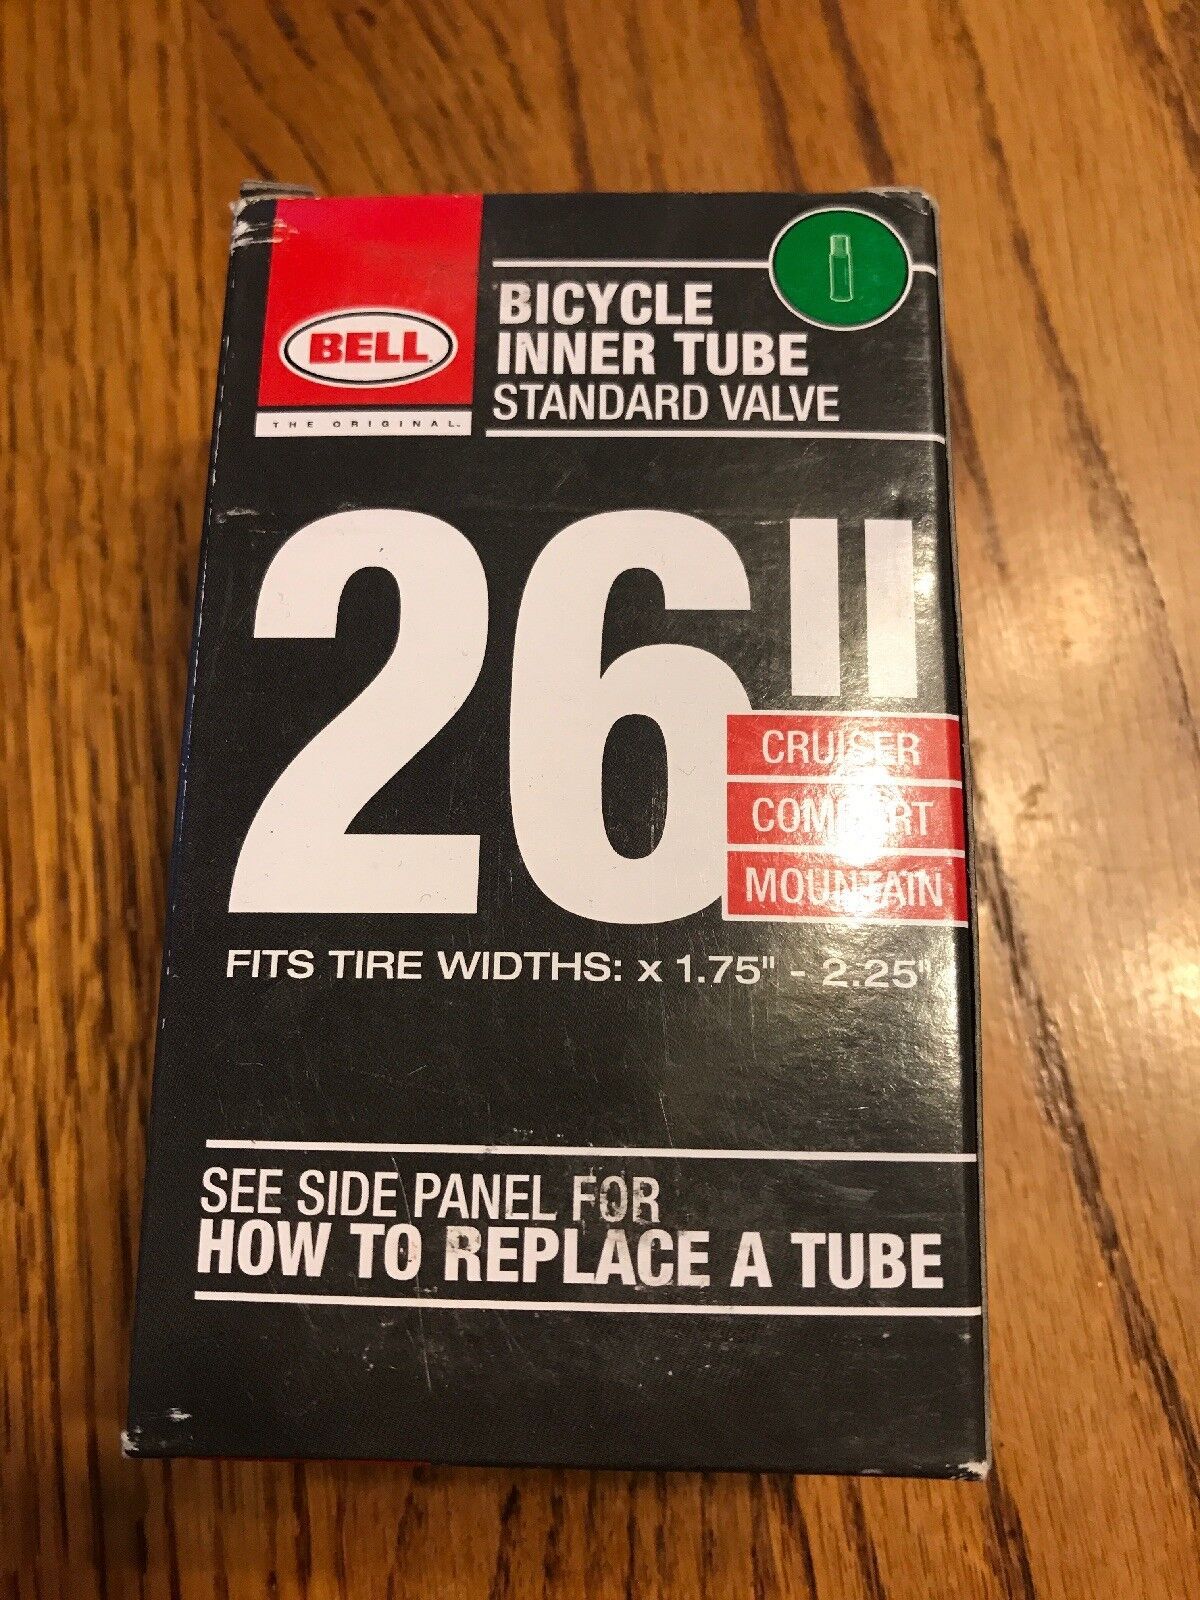 BELL
THE ORIGINAL.
BICYCLE
INNER TUBE
STANDARD VALVE
26"
CRUISER
COMFORT
MOUNTAIN
FITS TIRE WIDTHS: x 1.75" - 2.25"
SEE SIDE PANEL FOR
HOW TO REPLACE A TUBE